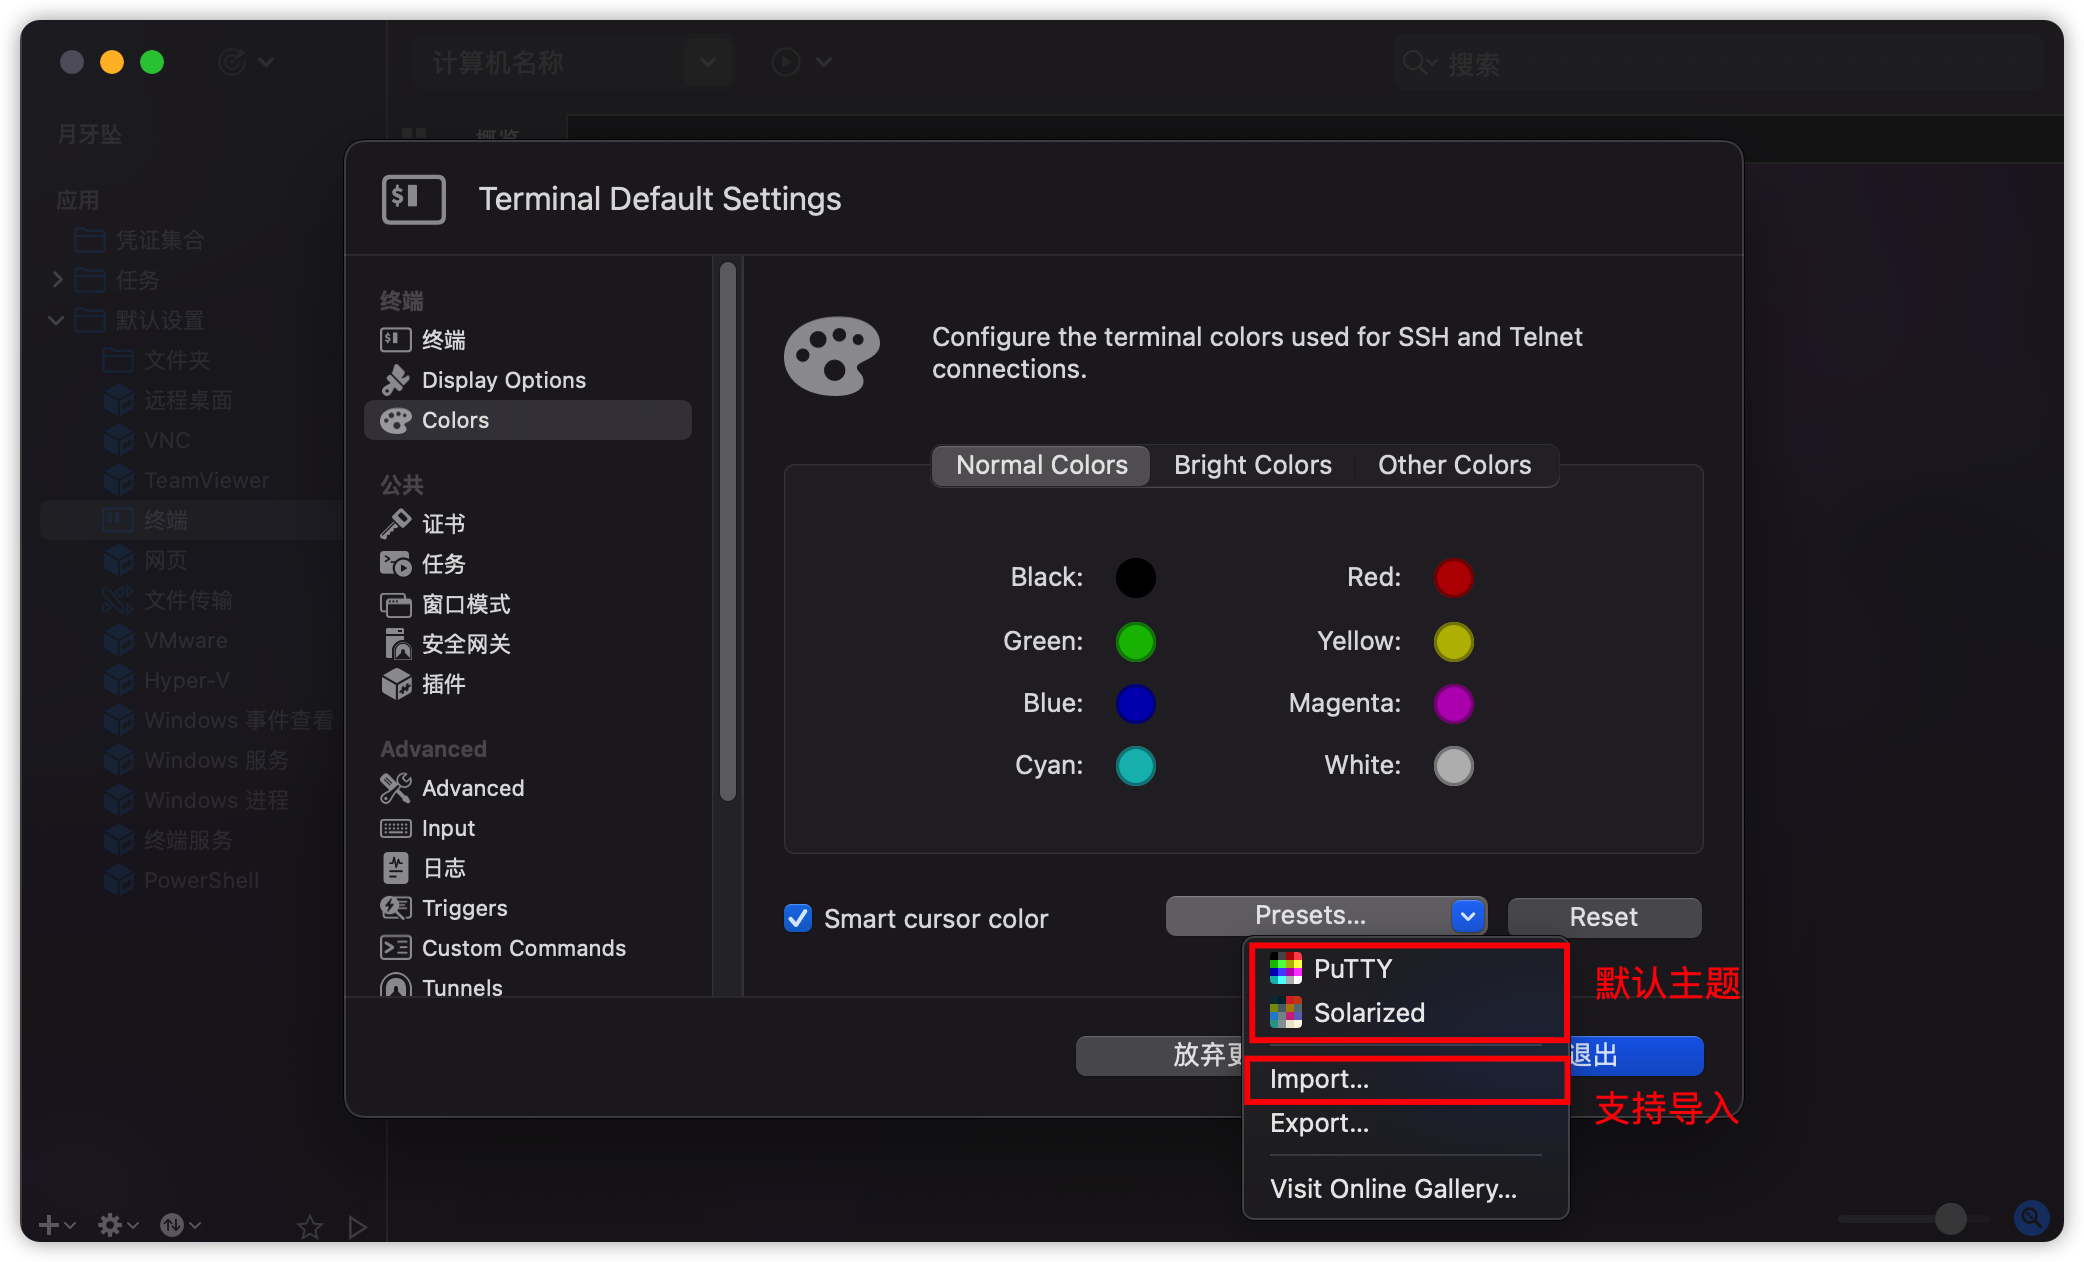 计算机名称
搜索
月牙坠
概览
应用
凭证集合
任务
默认设置
文件夹
远程桌面
VNC
TeamViewer
终端
网页
文件传输
VMware
Hyper-V
Windows 事件查看
Windows 服务
Windows 进程
终端服务
PowerShell
Terminal Default Settings
终端
终端
Display Options
Colors
公共
证书
任务
窗口模式
安全网关
插件
Advanced
Advanced
Input
日志
Triggers
Custom Commands
Tunnels
Configure the terminal colors used for SSH and Telnet
connections.
Normal Colors Bright Colors Other Colors
Black: Red:
Green: Yellow:
Blue: Magenta:
Cyan: White:
Smart cursor color Presets... Reset
PuTTY
Solarized
默认主题
放弃更 退出
Import...
支持导入
Export...
Visit Online Gallery...